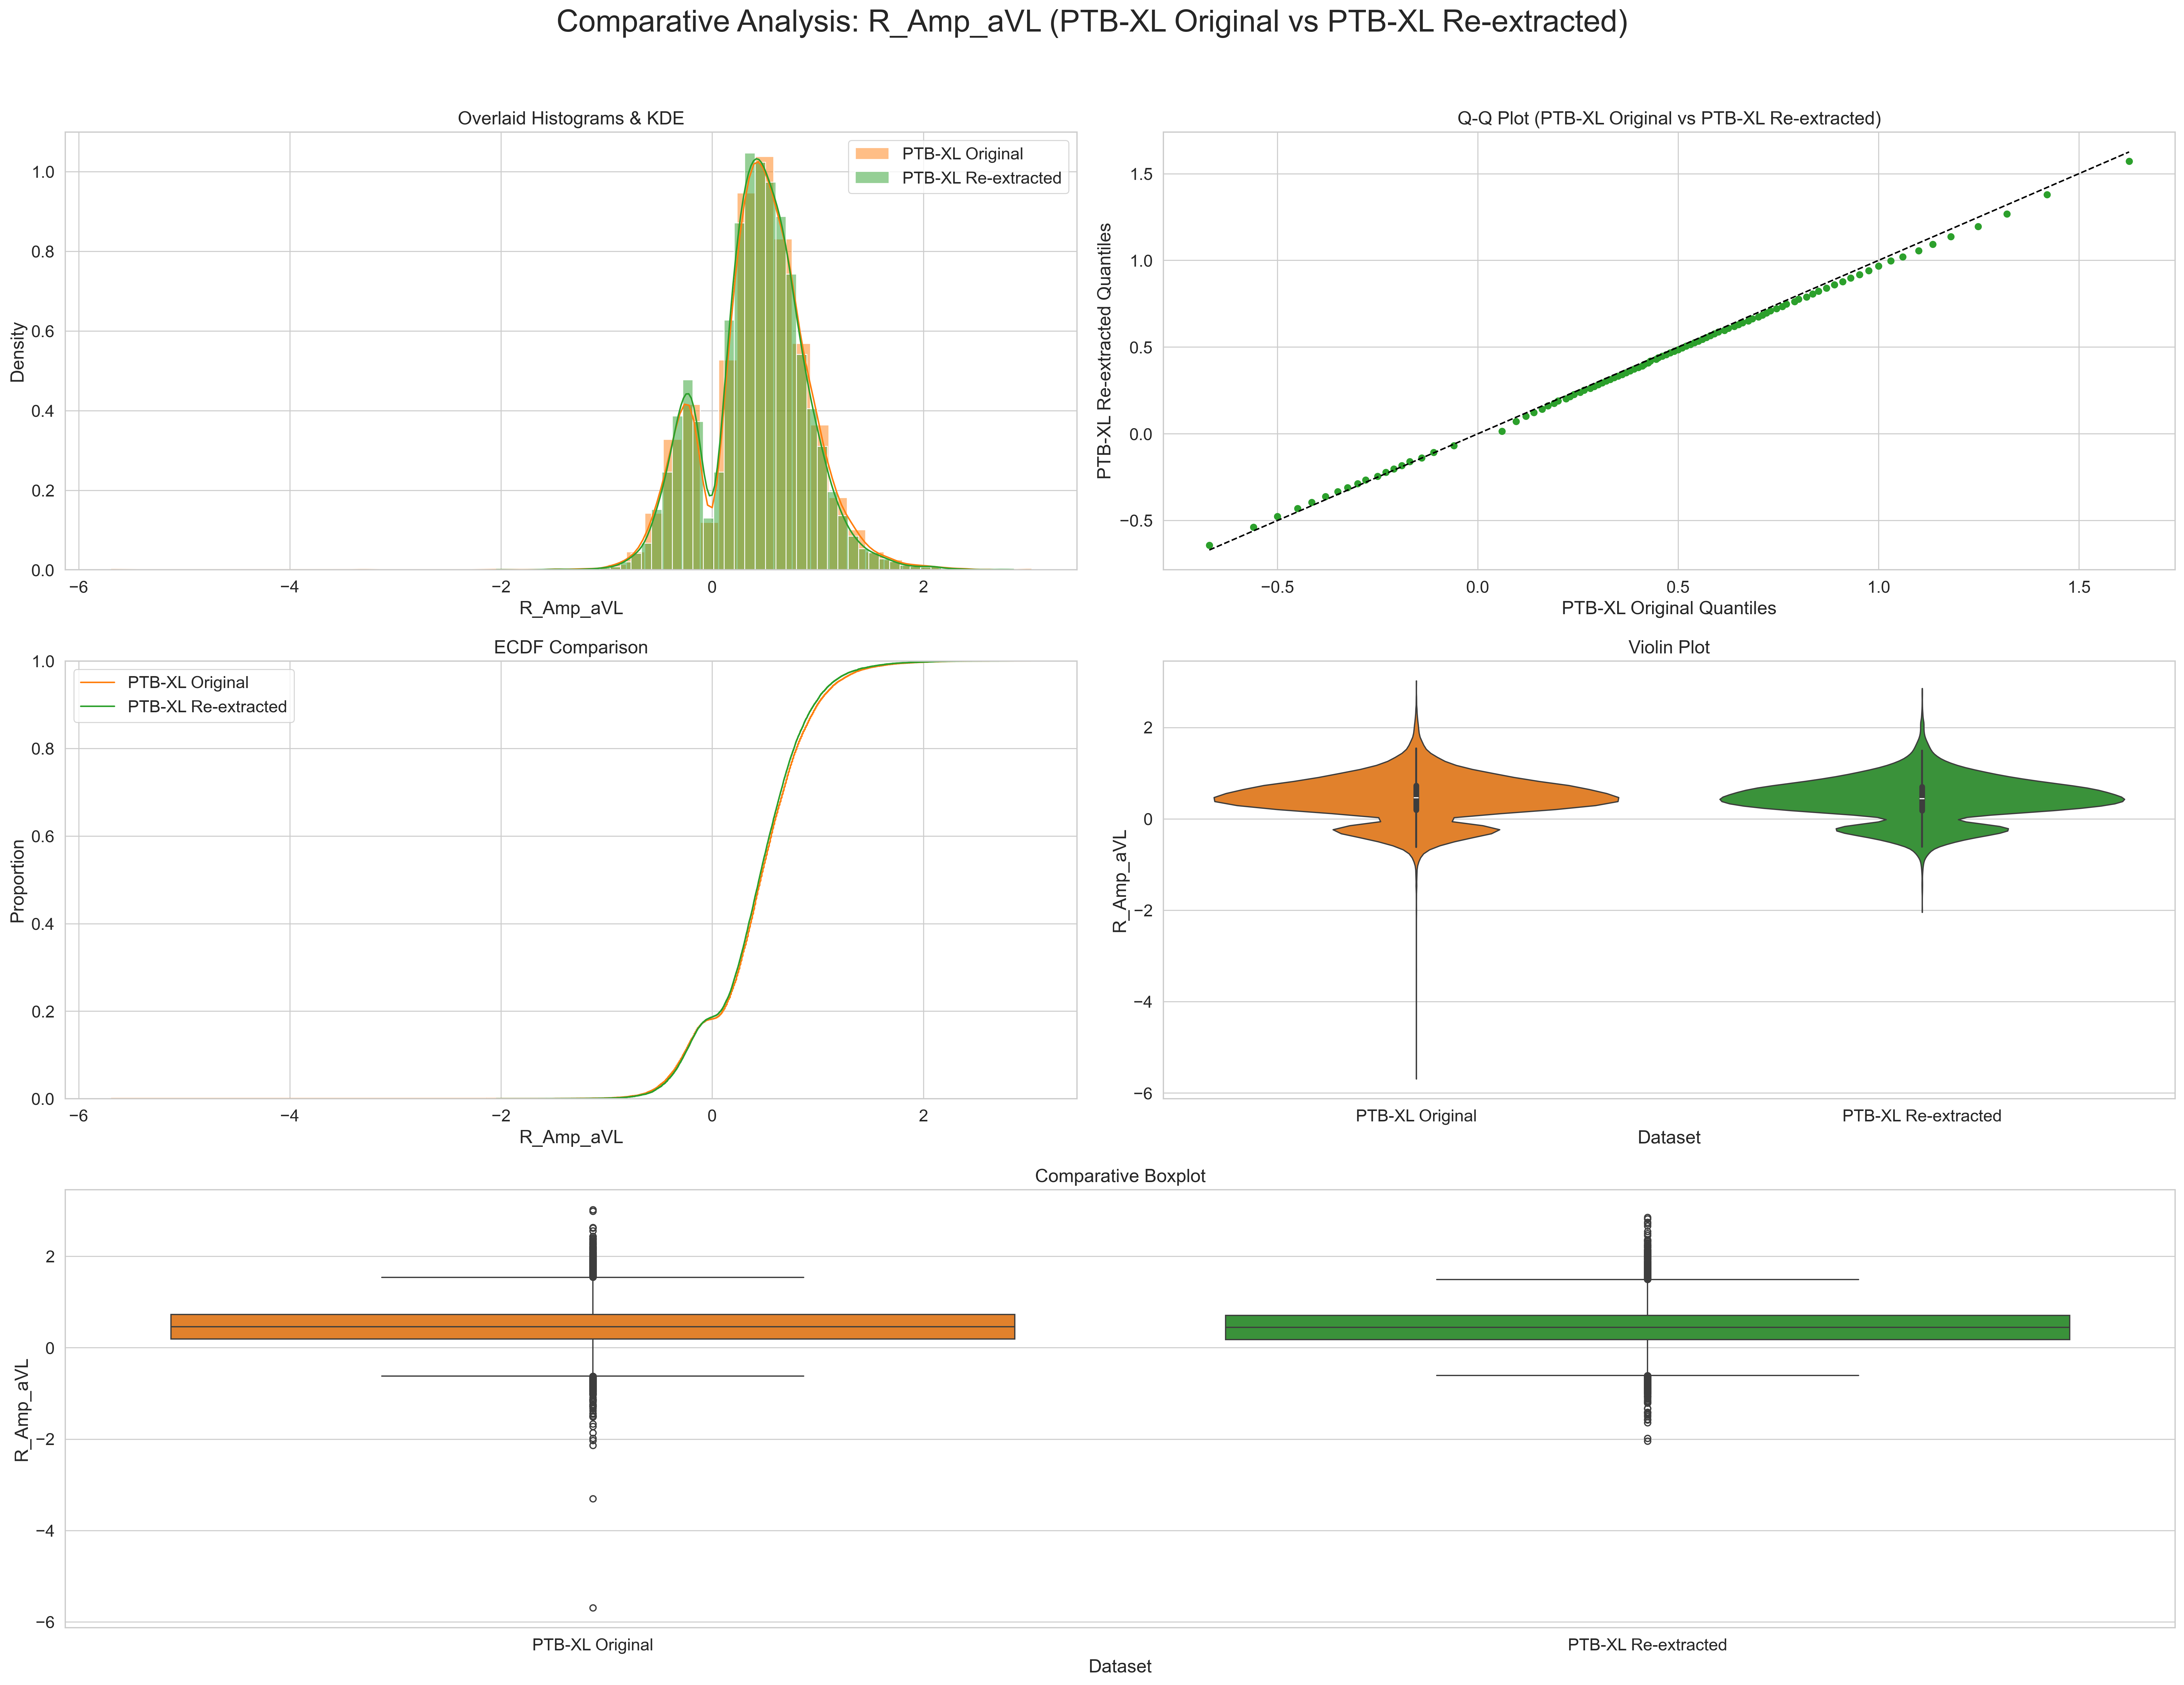 Comparative Analysis: R_Amp_aVL (PTB-XL Original vs PTB-XL Re-extracted)
Overlaid Histograms & KDE
PTB-XL Original
PTB-XL Re-extracted
Density
1.0
0.8
0.6
0.4
0.2
0.0
−6
−4
−2
0
2
R_Amp_aVL
Q-Q Plot (PTB-XL Original vs PTB-XL Re-extracted)
PTB-XL Re-extracted Quantiles
1.5
1.0
0.5
0.0
−0.5
−0.5
0.0
0.5
1.0
1.5
PTB-XL Original Quantiles
ECDF Comparison
PTB-XL Original
PTB-XL Re-extracted
Proportion
1.0
0.8
0.6
0.4
0.2
0.0
−6
−4
−2
0
2
R_Amp_aVL
Violin Plot
R_Amp_aVL
2
0
−2
−4
−6
PTB-XL Original
PTB-XL Re-extracted
Dataset
Comparative Boxplot
R_Amp_aVL
2
0
−2
−4
−6
PTB-XL Original
PTB-XL Re-extracted
Dataset